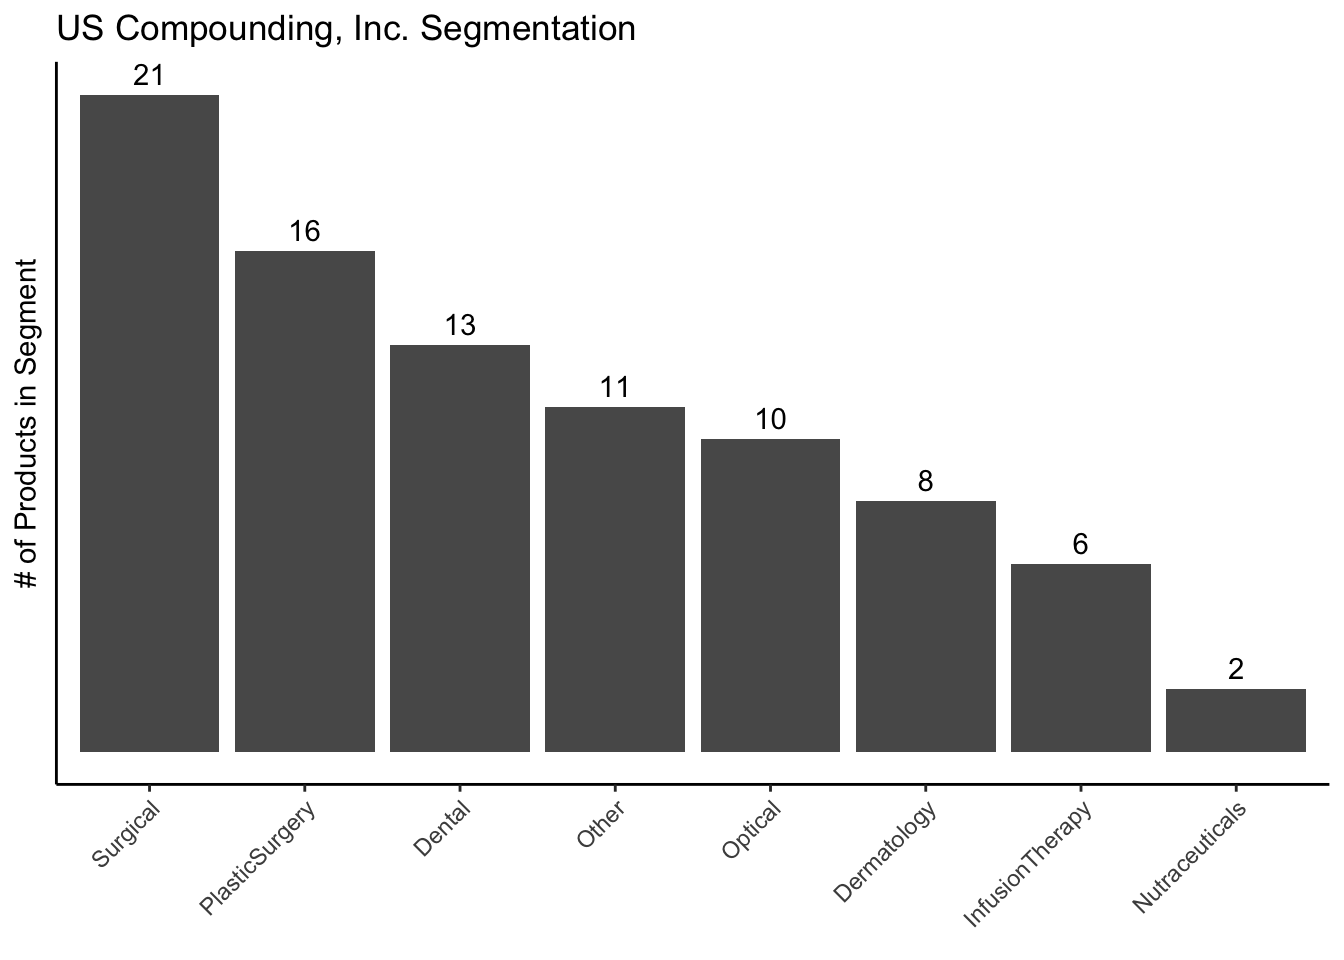 US Compounding, Inc. Segmentation
# of Products in Segment
21
16
13
11
10
8
6
2
Surgical
PlasticSurgery
Dental
Other
Optical
Dermatology
InfusionTherapy
Nutraceuticals